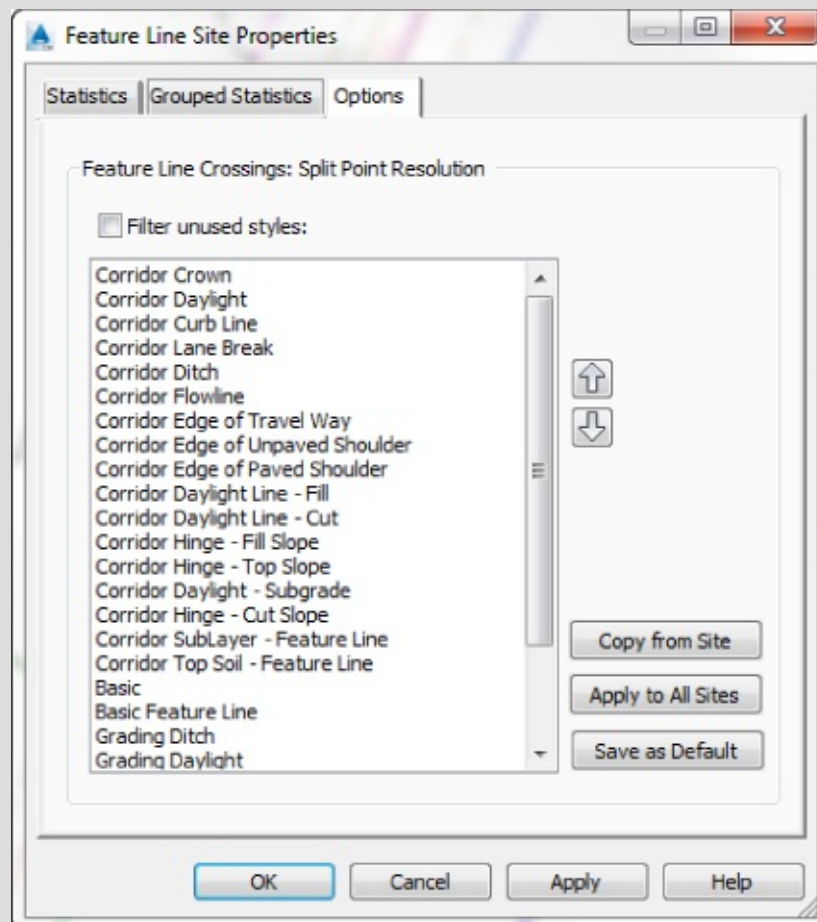 Feature Line Site Properties
Statistics
Grouped Statistics
Options
Feature Line Crossings: Split Point Resolution
Filter unused styles:
Corridor Crown
Corridor Daylight
Corridor Curb Line
Corridor Lane Break
Corridor Ditch
Corridor Flowline
Corridor Edge of Travel Way
Corridor Edge of Unpaved Shoulder
Corridor Edge of Paved Shoulder
Corridor Daylight Line - Fill
Corridor Daylight Line - Cut
Corridor Hinge - Fill Slope
Corridor Hinge - Top Slope
Corridor Daylight - Subgrade
Corridor Hinge - Cut Slope
Corridor SubLayer - Feature Line
Corridor Top Soil - Feature Line
Basic
Basic Feature Line
Grading Ditch
Grading Daylight
Copy from Site
Apply to All Sites
Save as Default
OK
Cancel
Apply
Help